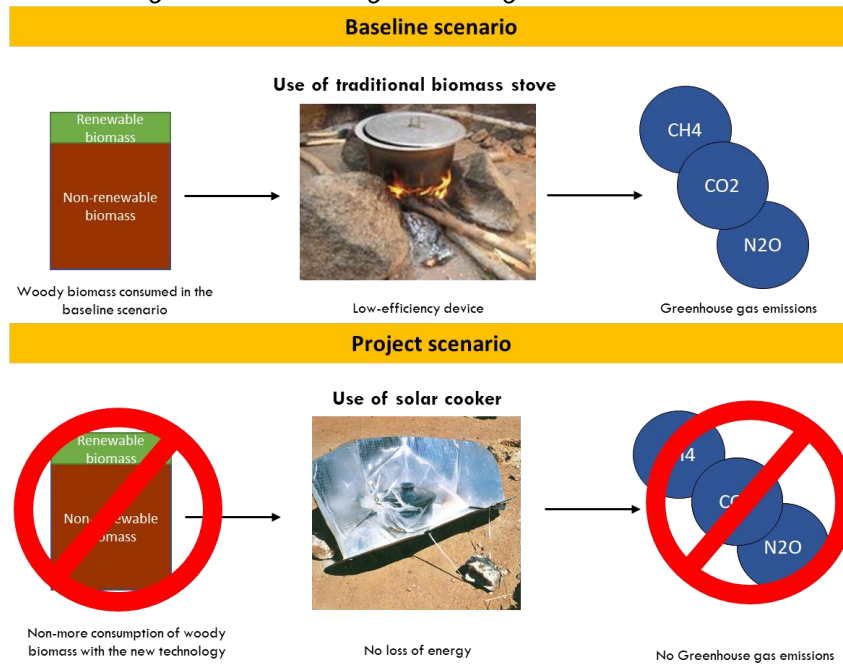 Baseline scenario
Use of traditional biomass stove
Renewable
biomass
Non-renewable
biomass
CH4
CO2
N2O
Woody biomass consumed in the
baseline scenario
Low-efficiency device
Greenhouse gas emissions
Project scenario
Use of solar cooker
Renewable
biomass
N2O
Non-more consumption of woody
biomass with the new technology
No loss of energy
No Greenhouse gas emissions